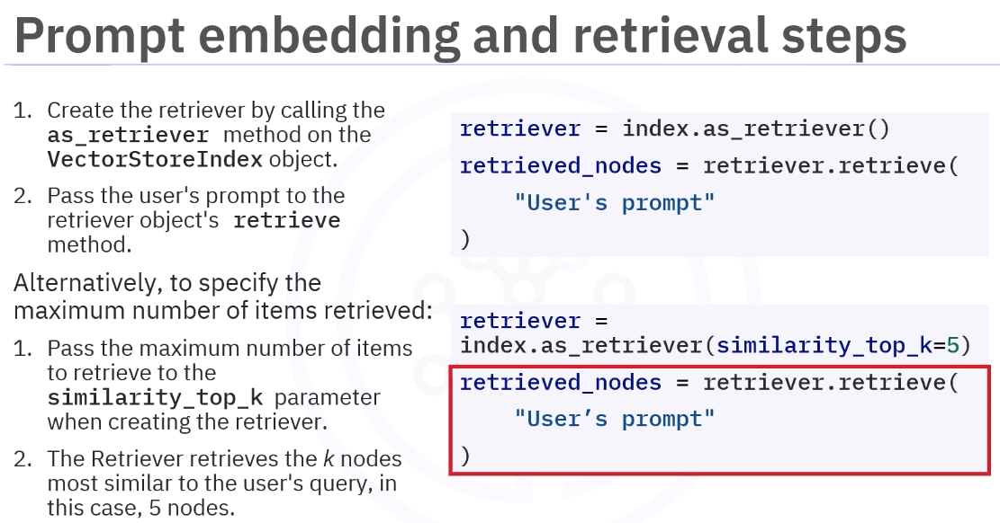 Prompt embedding and retrieval steps
1. Create the retriever by calling the
as_retriever method on the
VectorStoreIndex object.
2. Pass the user's prompt to the
retriever object's retrieve
method.
Alternatively, to specify the
maximum number of items retrieved:
1. Pass the maximum number of items
to retrieve to the
similarity_top_k parameter
when creating the retriever.
2. The Retriever retrieves the k nodes
most similar to the user's query, in
this case, 5 nodes.
retriever = index.as_retriever()
retrieved_nodes = retriever.retrieve(
"User's prompt"
)
retriever =
index.as_retriever(similarity_top_k=5)
retrieved_nodes = retriever.retrieve(
"User’s prompt"
)